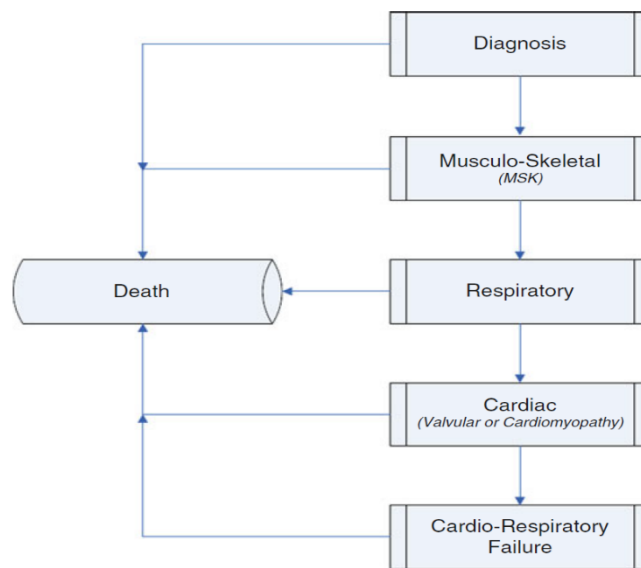 Diagnosis
Musculo-Skeletal
(MSK)
Death
Respiratory
Cardiac
(Valvular or Cardiomyopathy)
Cardio-Respiratory
Failure